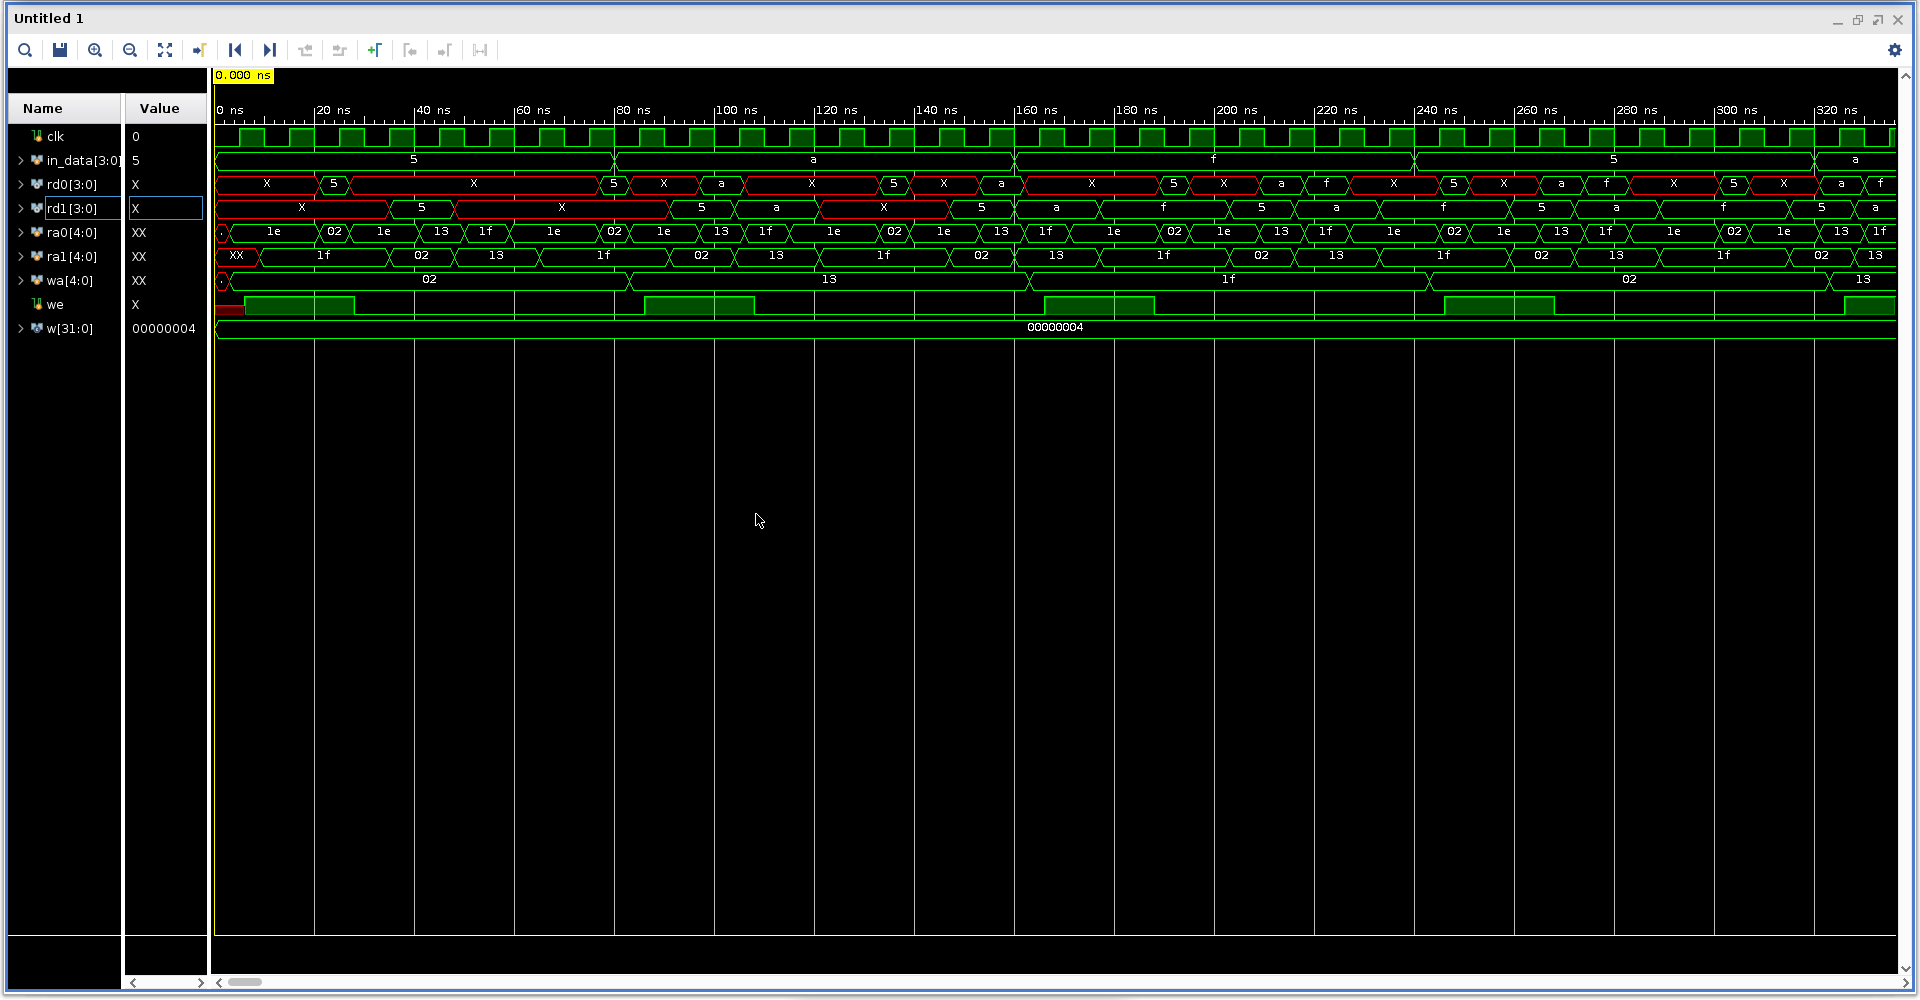 Untitled 1
0.000 ns
Name Value
0 ns 20 ns 40 ns 60 ns 80 ns 100 ns 120 ns 140 ns 160 ns 180 ns 200 ns 220 ns 240 ns 260 ns 280 ns 300 ns 320 ns
clk 0
in_data[3:0] 5 5 a f 5 a
rd0[3:0] X X 5 X 5 X a X 5 X a X 5 X a f X 5 X a f X 5 X a f
rd1[3:0] X X 5 X 5 a X 5 a f 5 a f 5 a f 5 a
ra0[4:0] XX . 1e 02 1e 13 1f 1e 02 1e 13 1f 1e 02 1e 13 1f 1e 02 1e 13 1f 1e 02 1e 13 1f 1e 02 1e 13 1f
ra1[4:0] XX XX 1f 02 13 1f 02 13 1f 02 13 1f 02 13 1f 02 13 1f 02 13
wa[4:0] XX . 02 13 1f 02 13
we X
w[31:0] 00000004 00000004